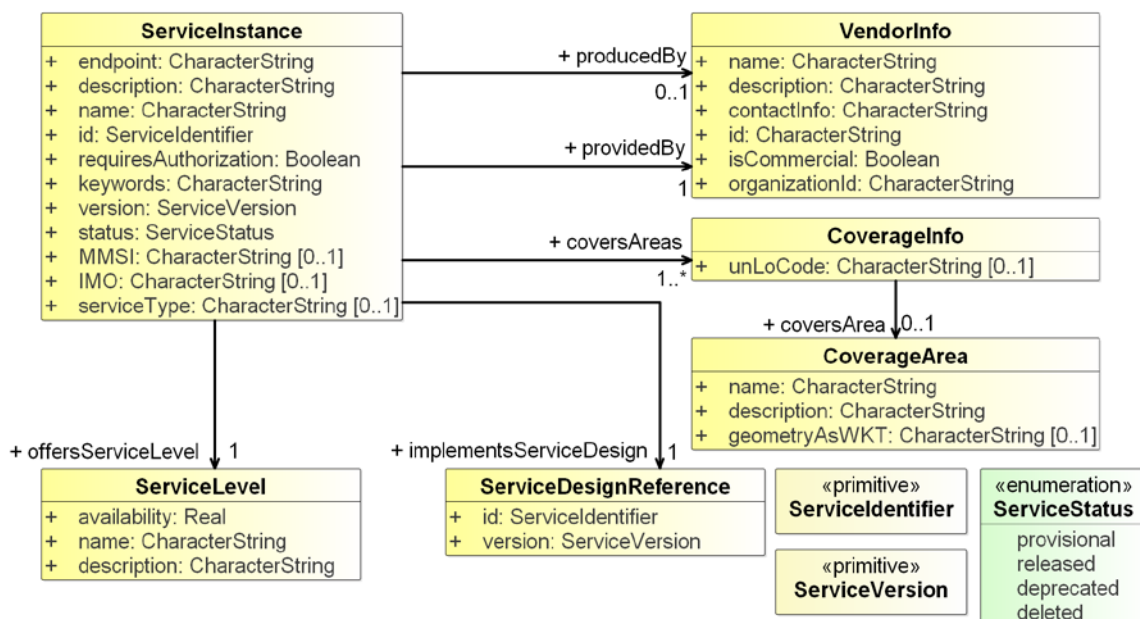 ServiceInstance
+ endpoint: CharacterString
+ description: CharacterString
+ name: CharacterString
+ id: ServiceIdentifier
+ requiresAuthorization: Boolean
+ keywords: CharacterString
+ version: ServiceVersion
+ status: ServiceStatus
+ MMSI: CharacterString [0..1]
+ IMO: CharacterString [0..1]
+ serviceType: CharacterString [0..1]
+ producedBy
0..1
+ providedBy
1
+ coversAreas
1..*
VendorInfo
+ name: CharacterString
+ description: CharacterString
+ contactInfo: CharacterString
+ id: CharacterString
+ isCommercial: Boolean
+ organizationId: CharacterString
CoverageInfo
+ unLoCode: CharacterString [0..1]
+ coversArea 0..1
CoverageArea
+ name: CharacterString
+ description: CharacterString
+ geometryAsWKT: CharacterString [0..1]
+ offersServiceLevel 1
ServiceLevel
+ availability: Real
+ name: CharacterString
+ description: CharacterString
+ implementsServiceDesign 1
ServiceDesignReference
+ id: ServiceIdentifier
+ version: ServiceVersion
«primitive»
ServiceIdentifier
«primitive»
ServiceVersion
«enumeration»
ServiceStatus
provisional
released
deprecated
deleted